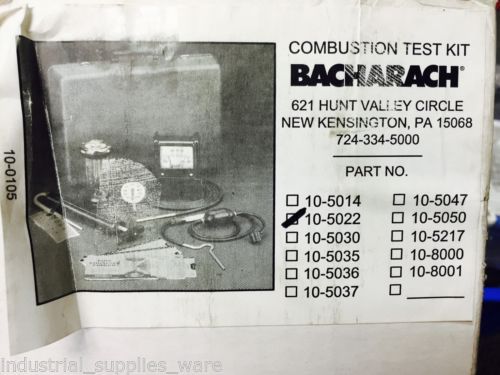 COMBUSTION TEST KIT
BACHARACH®
621 HUNT VALLEY CIRCLE
NEW KENSINGTON, PA 15068
724-334-5000
PART NO.
10-5014
10-5022
10-5030
10-5035
10-5036
10-5037
10-5047
10-5050
10-5217
10-8000
10-8001
10-0105
industrial_supplies_ware